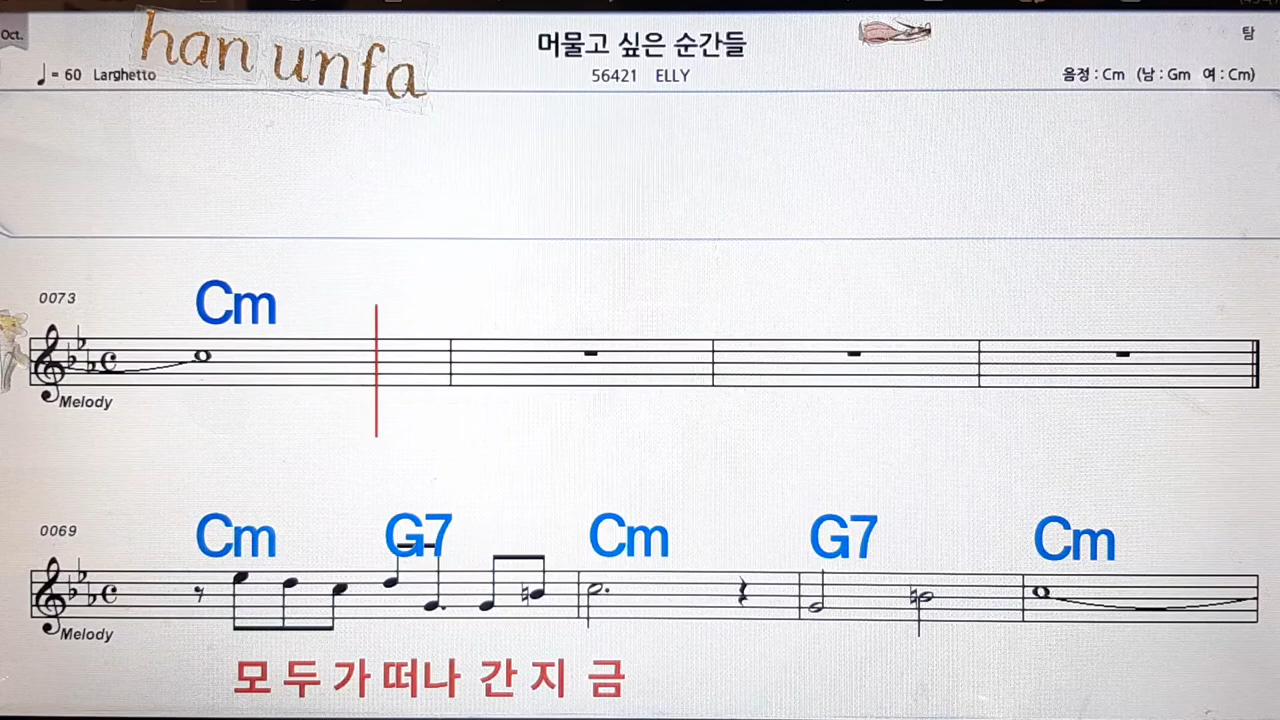 Oct.
han unfa
머물고 싶은 순간들
탐
♩= 60 Larghetto
56421 ELLY
음정 : Cm (남 : Gm 여 : Cm)
Cm
0073
Melody
Cm G7 Cm G7 Cm
0069
Melody
모두가 떠나 간 지 금